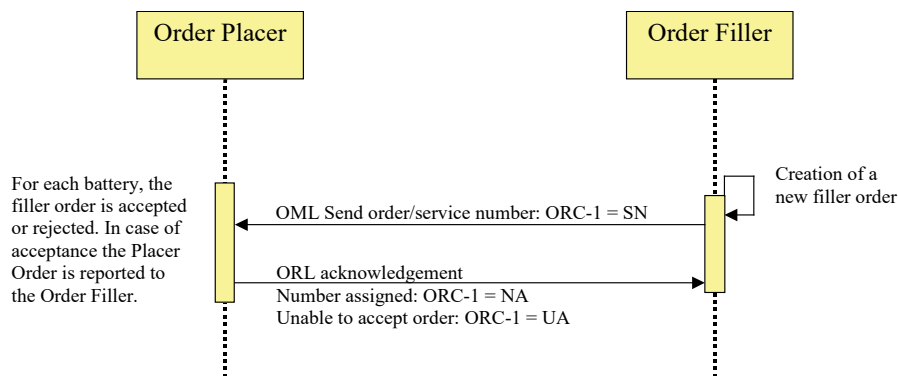 Order Placer
Order Filler
Creation of a
new filler order
For each battery, the
filler order is accepted
or rejected. In case of
acceptance the Placer
Order is reported to
the Order Filler.
OML Send order/service number: ORC-1 = SN
ORL acknowledgement
Number assigned: ORC-1 = NA
Unable to accept order: ORC-1 = UA